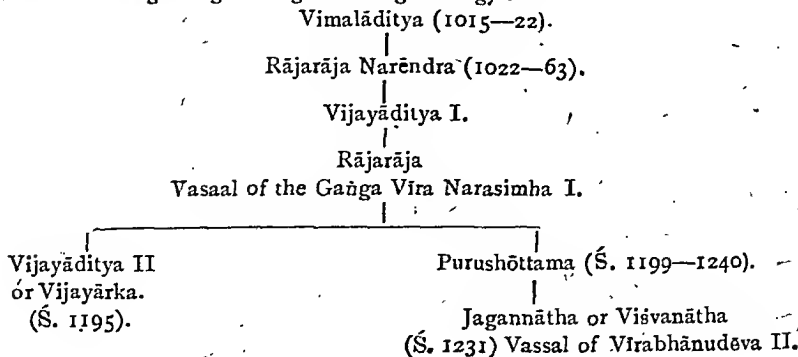 Vimalāditya (1015—22).
Rājarāja Narēndra (1022—63).
Vijayāditya I.
Rājarāja
Vasaal of the Gaṅga Vīra Narasimha I.
Vijayāditya II
or Vijayārka.
(Ś. 1195).
Purushōttama (Ś. 1199—1240).
Jagannātha or Viśvanātha
(Ś. 1231) Vassal of Vīrabhānudēva II.